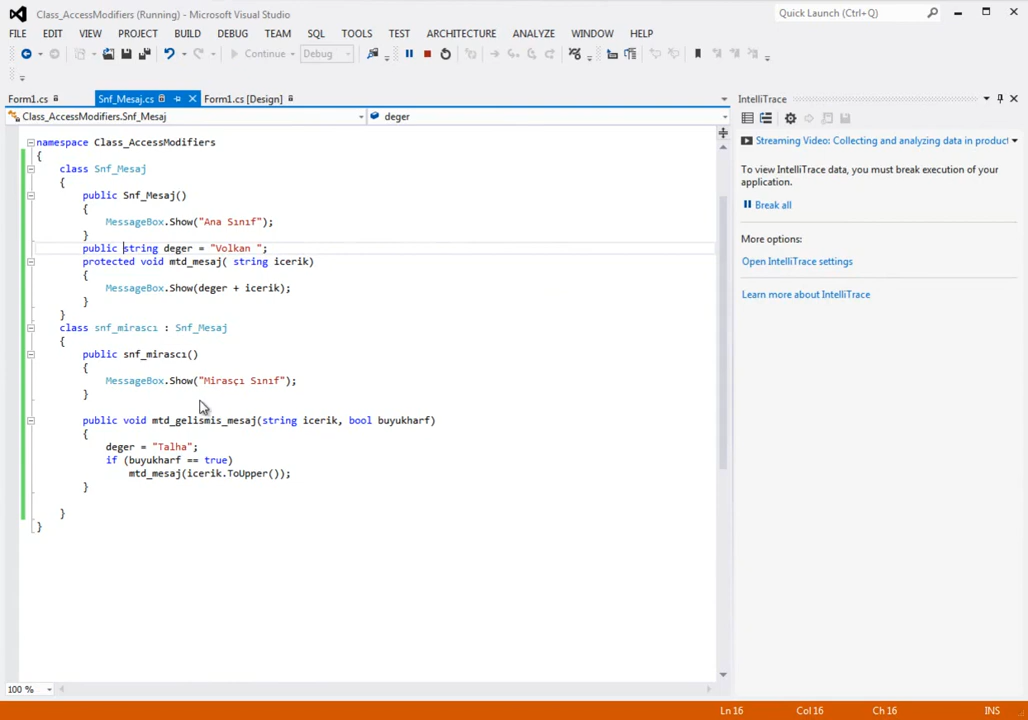 Class_AccessModifiers (Running) - Microsoft Visual Studio
Quick Launch (Ctrl+Q)
FILE EDIT VIEW PROJECT BUILD DEBUG TEAM SQL TOOLS TEST ARCHITECTURE ANALYZE WINDOW HELP
Continue Debug
Form1.cs Snf_Mesaj.cs Form1.cs [Design]
IntelliTrace
Class_AccessModifiers.Snf_Mesaj deger
Streaming Video: Collecting and analyzing data in product
To view IntelliTrace data, you must break execution of your
application.
Break all
More options:
Open IntelliTrace settings
Learn more about IntelliTrace
namespace Class_AccessModifiers
{
class Snf_Mesaj
{
public Snf_Mesaj()
{
MessageBox.Show("Ana Sınıf");
}
public string deger = "Volkan ";
protected void mtd_mesaj( string icerik)
{
MessageBox.Show(deger + icerik);
}
}
class snf_mirascı : Snf_Mesaj
{
public snf_mirascı()
{
MessageBox.Show("Mirasçı Sınıf");
}
public void mtd_gelismis_mesaj(string icerik, bool buyukharf)
{
deger = "Talha";
if (buyukharf == true)
mtd_mesaj(icerik.ToUpper());
}
}
}
100 %
Ln 16 Col 16 Ch 16 INS